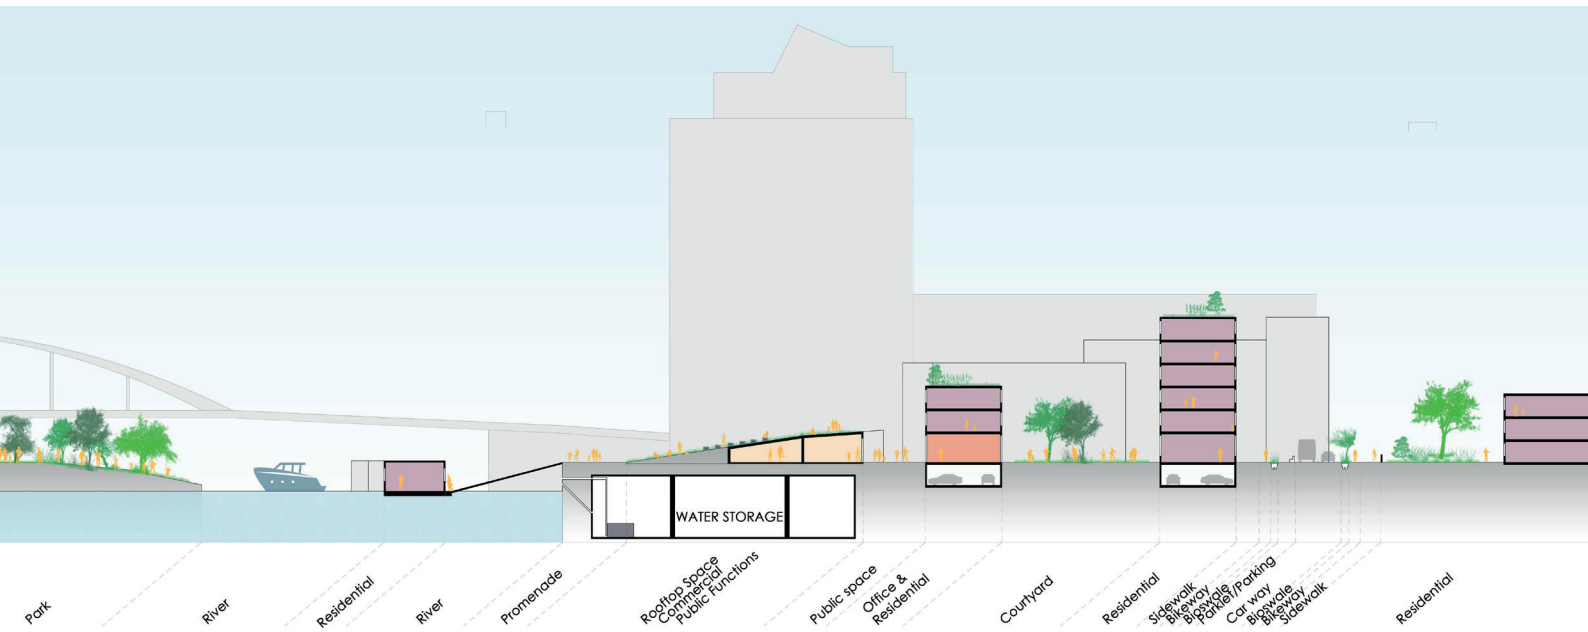 WATER STORAGE
Park
River
Residential
River
Promenade
Rooftop Space
Commercial
Public Functions
Public space
Office &
Residential
Courtyard
Residential
Sidewalk
Bikeway
Bioswale
Parklet/Parking
Car way
Bioswale
Bikeway
Sidewalk
Residential